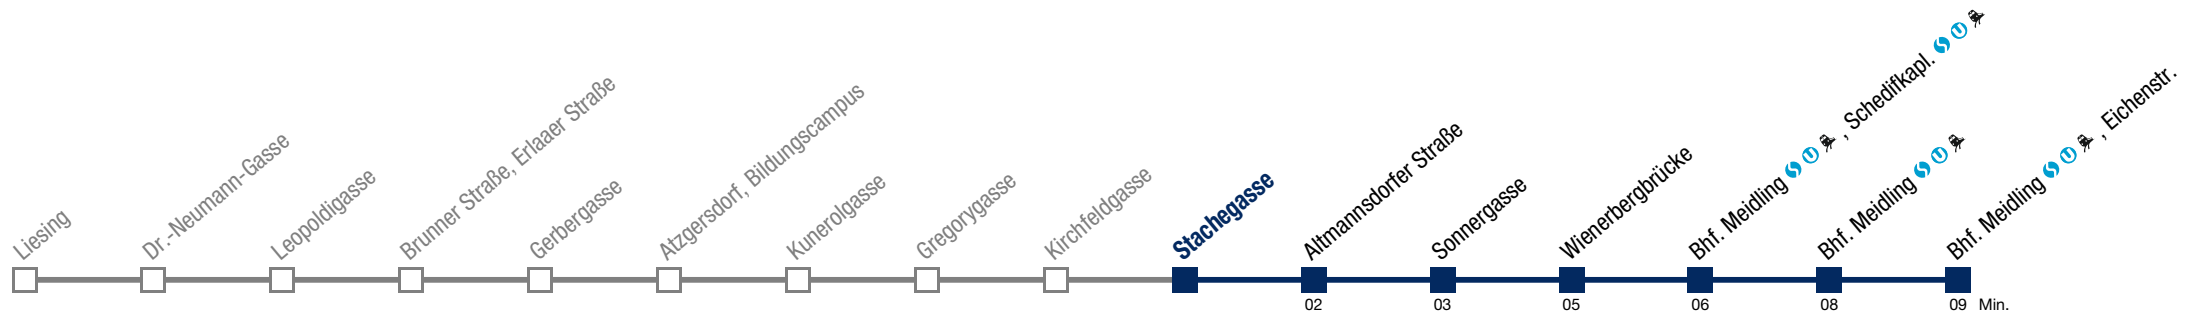 Liesing
Dr.-Neumann-Gasse
Leopoldigasse
Brunner Straße, Erlaaer Straße
Gerbergasse
Atzgersdorf, Bildungscampus
Kunerolgasse
Gregorygasse
Kirchfeldgasse
Stachegasse
Altmannsdorfer Straße
Sonnergasse
Wienerbergbrücke
Bhf. Meidling S U , Schedifkapl. S U
Bhf. Meidling S U
Bhf. Meidling S U , Eichenstr.
02 03 05 06 08 09 Min.